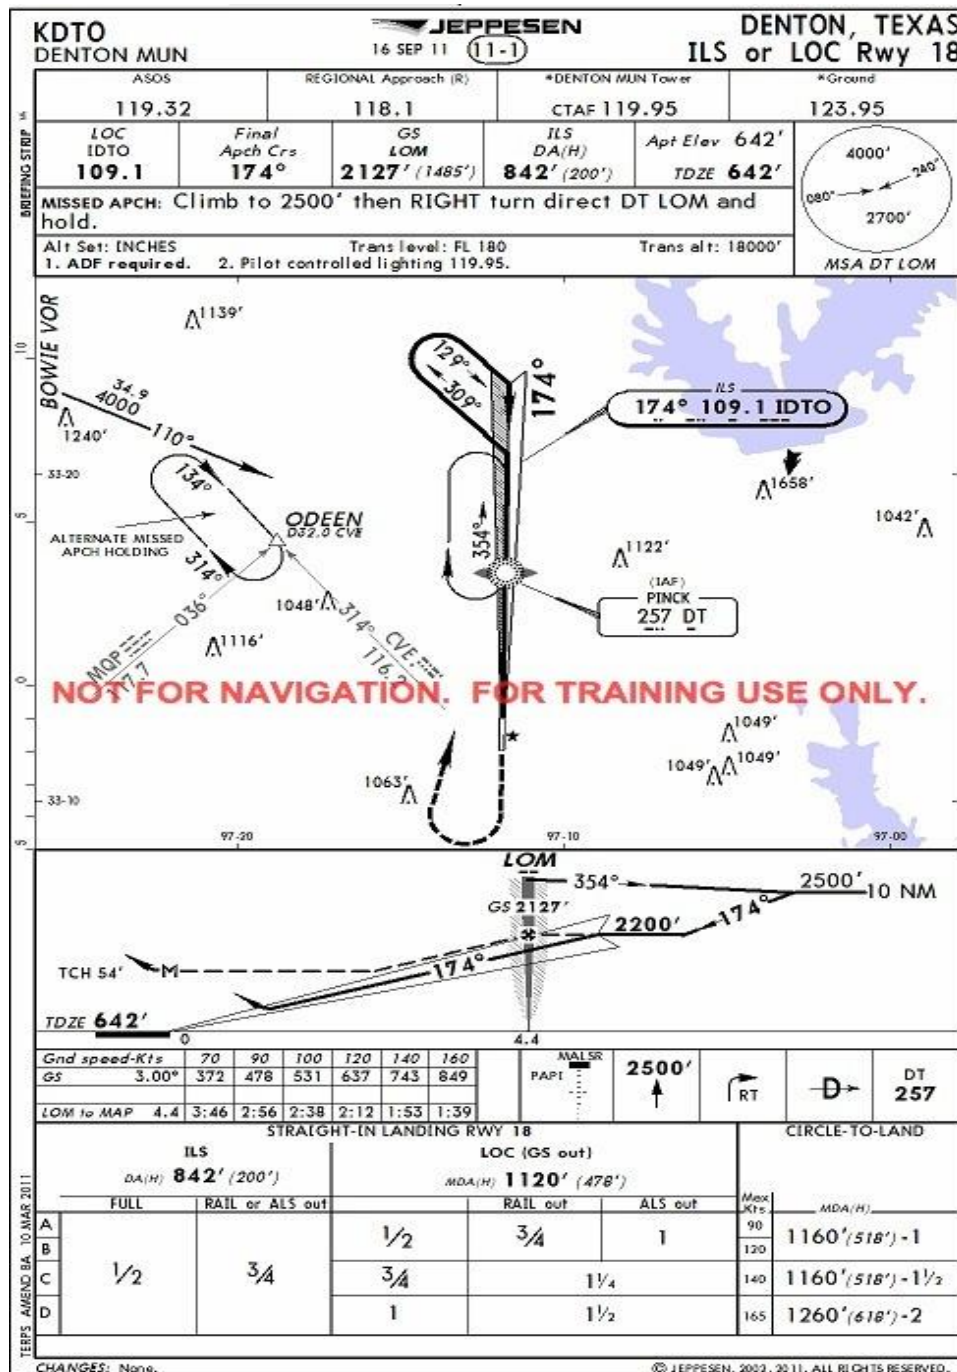 KDTO
DENTON MUN
JEPPESEN
16 SEP 11 11-1
DENTON, TEXAS
ILS or LOC Rwy 18
BRIEFING STRIP
ASOS
119.32
REGIONAL Approach (R)
118.1
*DENTON MUN Tower
CTAF 119.95
*Ground
123.95
LOC
IDTO
109.1
Final
Apch Crs
174°
GS
LOM
2127' (1485')
ILS
DA(H)
842' (200')
Apt Elev 642'
TDZE 642'
4000'
080°
240°
2700'
MSA DT LOM
MISSED APCH: Climb to 2500' then RIGHT turn direct DT LOM and
hold.
Alt Set: INCHES Trans level: FL 180 Trans alt: 18000'
1. ADF required. 2. Pilot controlled lighting 119.95.
BOWIE VOR
1139'
10
34.9
4000
110°
1240'
129°
309°
174°
ILS
174° 109.1 IDTO
33-20
134°
314°
ALTERNATE MISSED
APCH HOLDING
ODEEN
D32.0 CVE
354°
1658'
1042'
5
1122'
(IAF)
PINCK
257 DT
1048'
036°
314°
1116'
MQP
117.7
CVE
116.2
0
NOT FOR NAVIGATION. FOR TRAINING USE ONLY.
1049'
1049'
1049'
1063'
33-10
5
97-20
97-10
97-00
LOM
354°
2500'
10 NM
GS 2127'
2200'
174°
174°
TCH 54'
M
TDZE 642'
0
4.4
Gnd speed-Kts 70 90 100 120 140 160
GS 3.00° 372 478 531 637 743 849
LOM to MAP 4.4 3:46 2:56 2:38 2:12 1:53 1:39
MALSR
PAPI
2500'
RT
D
DT
257
STRAIGHT-IN LANDING RWY 18
CIRCLE-TO-LAND
ILS
DA(H) 842' (200')
LOC (GS out)
MDA(H) 1120' (478')
FULL RAIL or ALS out RAIL out ALS out
Max Kts MDA(H)
A
B
C
D
1/2
3/4
1/2 3/4 1
3/4 1 1/4
1 1 1/2
90
120
1160' (518') - 1
140 1160' (518') - 1 1/2
165 1260' (618') - 2
TERPS AMEND 8A 10 MAR 2011
CHANGES: None.
© JEPPESEN, 2003, 2011. ALL RIGHTS RESERVED.